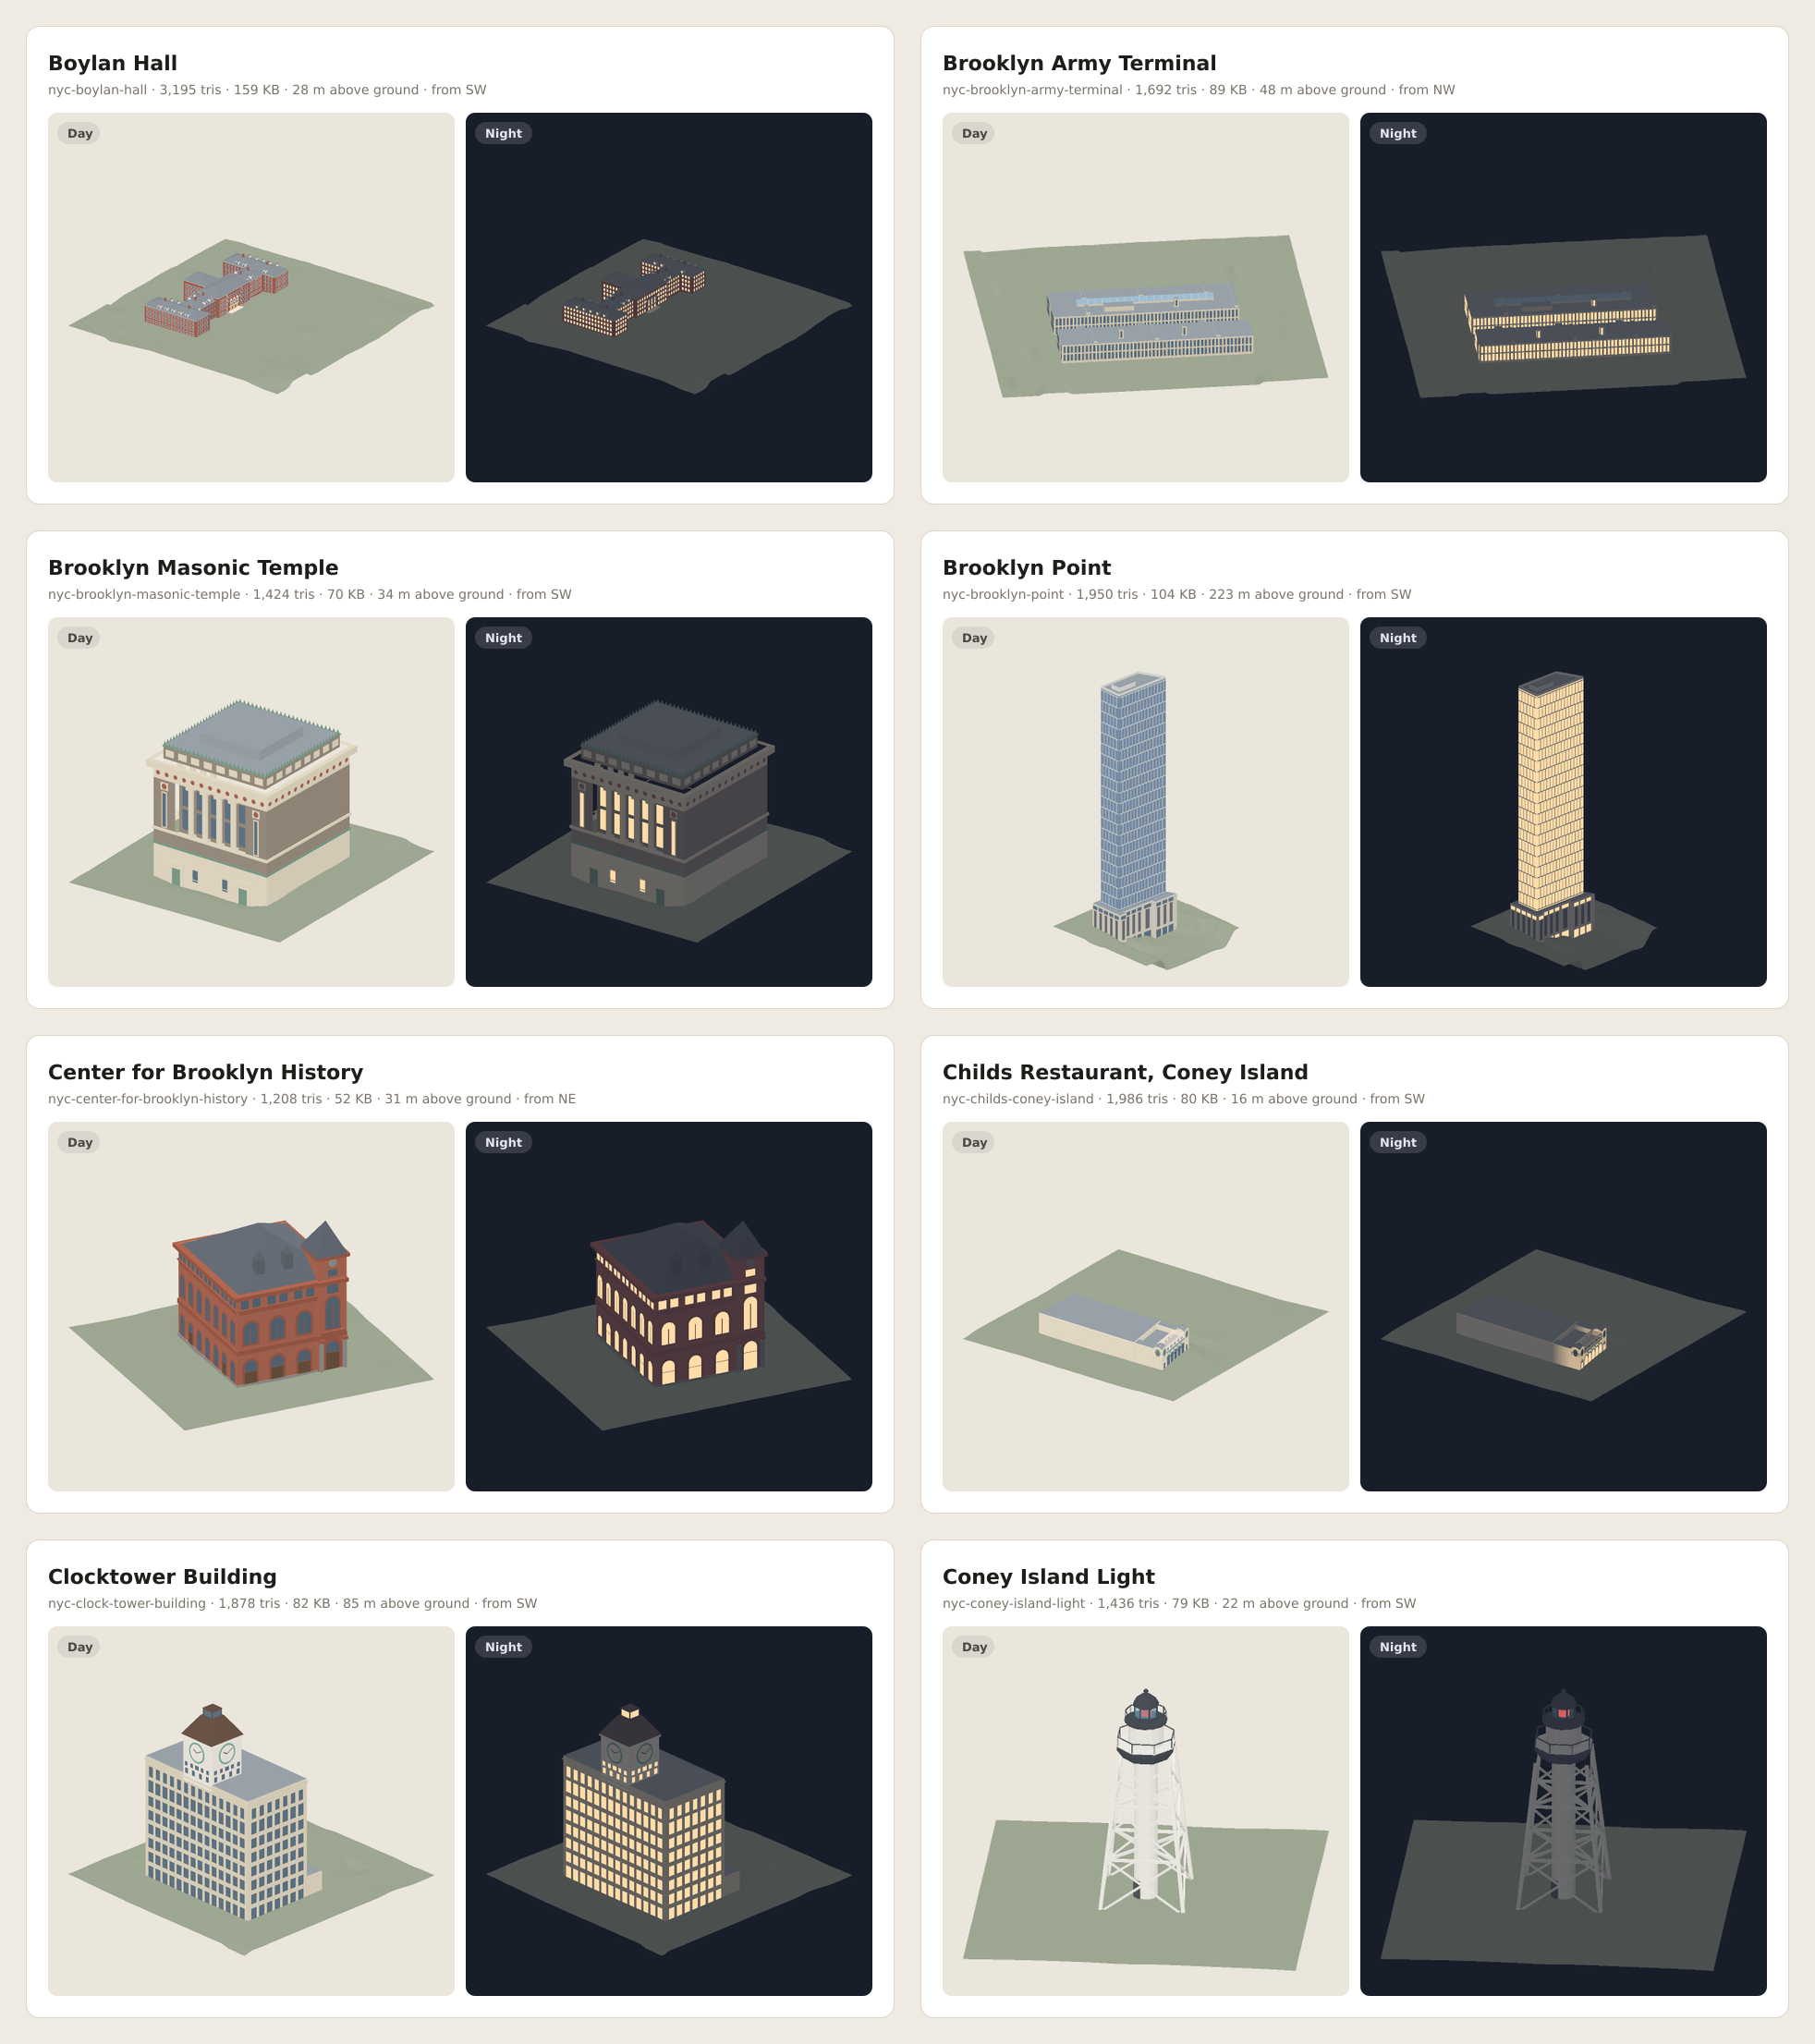 Boylan Hall
nyc-boylan-hall · 3,195 tris · 159 KB · 28 m above ground · from SW
Day
Night
Brooklyn Army Terminal
nyc-brooklyn-army-terminal · 1,692 tris · 89 KB · 48 m above ground · from NW
Day
Night
Brooklyn Masonic Temple
nyc-brooklyn-masonic-temple · 1,424 tris · 70 KB · 34 m above ground · from SW
Day
Night
Brooklyn Point
nyc-brooklyn-point · 1,950 tris · 104 KB · 223 m above ground · from SW
Day
Night
Center for Brooklyn History
nyc-center-for-brooklyn-history · 1,208 tris · 52 KB · 31 m above ground · from NE
Day
Night
Childs Restaurant, Coney Island
nyc-childs-coney-island · 1,986 tris · 80 KB · 16 m above ground · from SW
Day
Night
Clocktower Building
nyc-clock-tower-building · 1,878 tris · 82 KB · 85 m above ground · from SW
Day
Night
Coney Island Light
nyc-coney-island-light · 1,436 tris · 79 KB · 22 m above ground · from SW
Day
Night